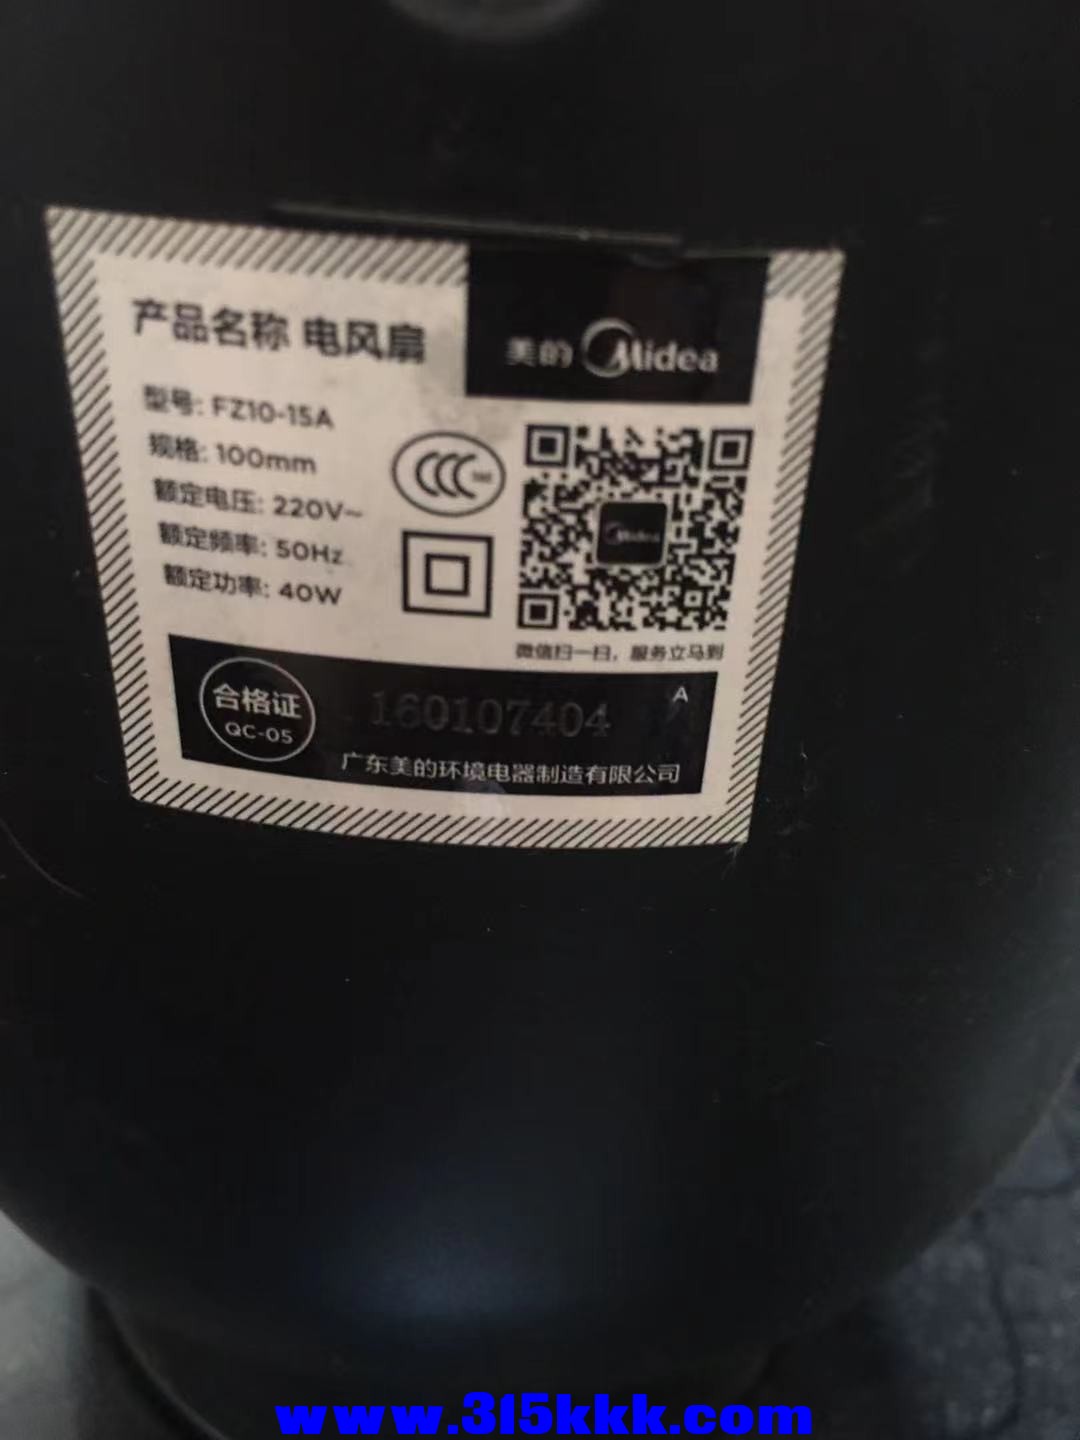 产品名称 电风扇
美的 Midea
型号: FZ10-15A
规格: 100mm
额定电压: 220V~
额定频率: 50Hz
额定功率: 40W
CCC
Midea
微信扫一扫，服务立马到
合格证
QC-05
160107404
A
广东美的环境电器制造有限公司
www.315kkk.com